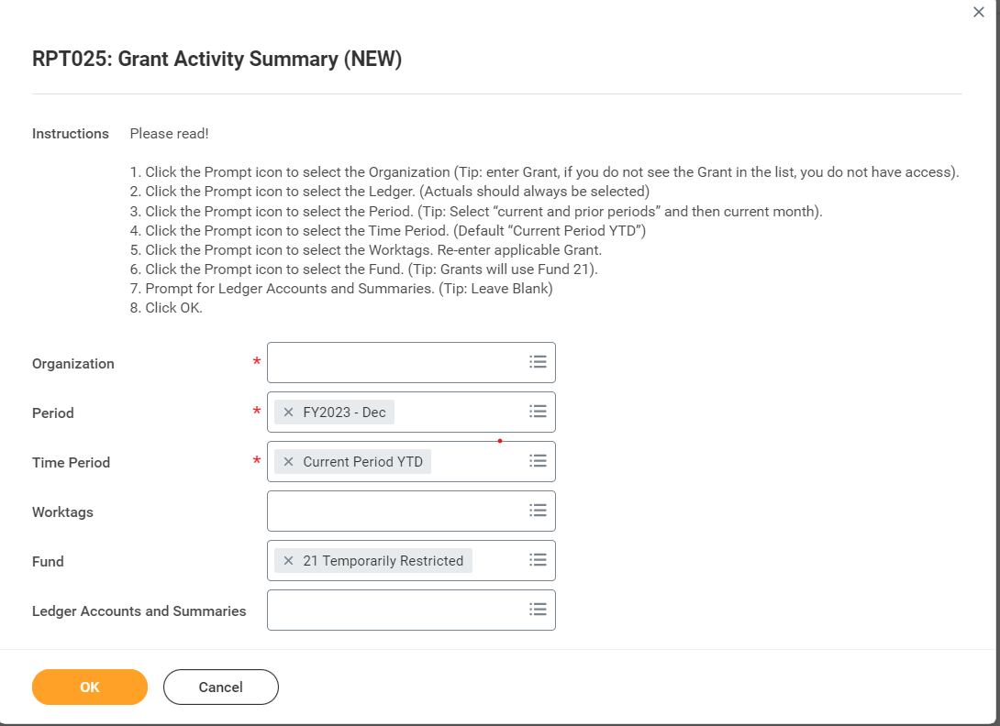 RPT025: Grant Activity Summary (NEW)
Instructions Please read!
1. Click the Prompt icon to select the Organization (Tip: enter Grant, if you do not see the Grant in the list, you do not have access).
2. Click the Prompt icon to select the Ledger. (Actuals should always be selected)
3. Click the Prompt icon to select the Period. (Tip: Select “current and prior periods” and then current month).
4. Click the Prompt icon to select the Time Period. (Default “Current Period YTD”)
5. Click the Prompt icon to select the Worktags. Re-enter applicable Grant.
6. Click the Prompt icon to select the Fund. (Tip: Grants will use Fund 21).
7. Prompt for Ledger Accounts and Summaries. (Tip: Leave Blank)
8. Click OK.
Organization *
Period * × FY2023 - Dec
Time Period * × Current Period YTD
Worktags
Fund × 21 Temporarily Restricted
Ledger Accounts and Summaries
OK Cancel